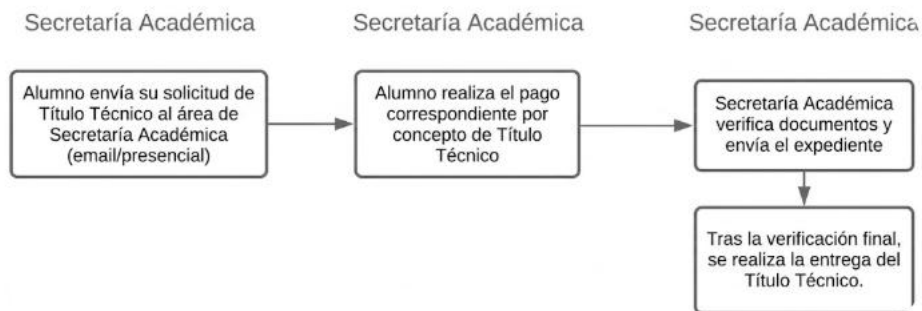 Secretaría Académica
Alumno envía su solicitud de
Título Técnico al área de
Secretaría Académica
(email/presencial)
Secretaría Académica
Alumno realiza el pago
correspondiente por
concepto de Título
Técnico
Secretaría Académica
Secretaría Académica
verifica documentos y
envía el expediente
Tras la verificación final,
se realiza la entrega del
Título Técnico.